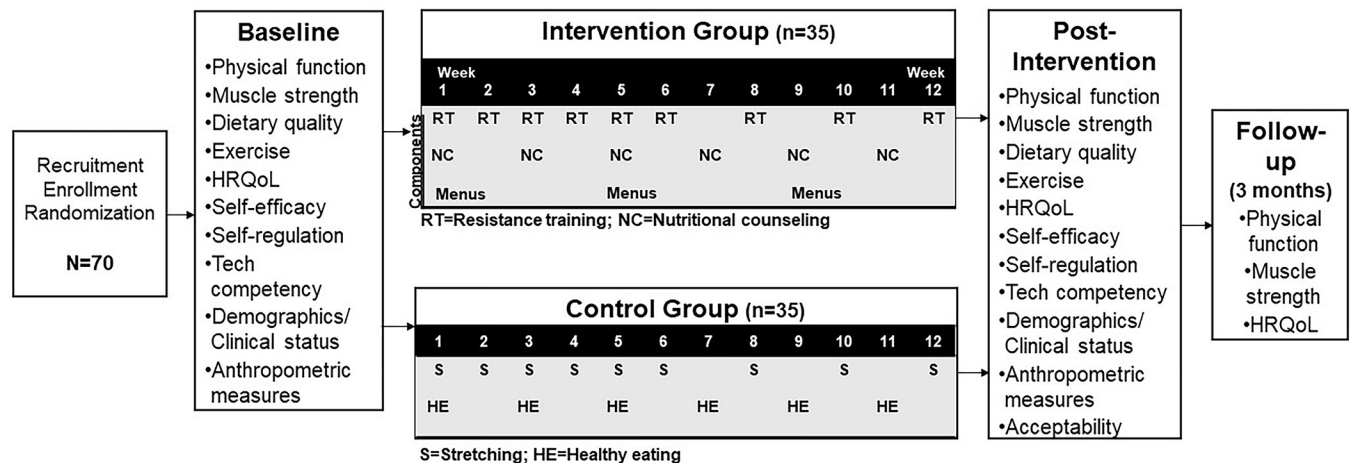 Recruitment
Enrollment
Randomization
N=70
Baseline
•Physical function
•Muscle strength
•Dietary quality
•Exercise
•HRQoL
•Self-efficacy
•Self-regulation
•Tech
competency
•Demographics/
Clinical status
•Anthropometric
measures
Intervention Group (n=35)
Week Week
1 2 3 4 5 6 7 8 9 10 11 12
Components
RT RT RT RT RT RT RT RT RT
NC NC NC NC NC NC
Menus Menus Menus
RT=Resistance training; NC=Nutritional counseling
Control Group (n=35)
1 2 3 4 5 6 7 8 9 10 11 12
S S S S S S S S S
HE HE HE HE HE HE
S=Stretching; HE=Healthy eating
Post-
Intervention
•Physical function
•Muscle strength
•Dietary quality
•Exercise
•HRQoL
•Self-efficacy
•Self-regulation
•Tech competency
•Demographics/
Clinical status
•Anthropometric
measures
•Acceptability
Follow-
up
(3 months)
•Physical
function
•Muscle
strength
•HRQoL